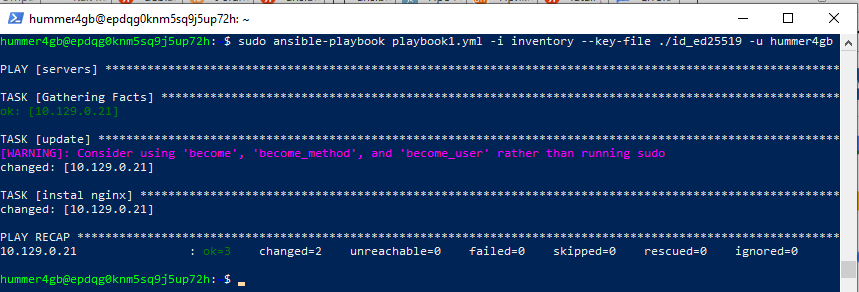 hummer4gb@epdqg0knm5sq9j5up72h: ~
hummer4gb@epdqg0knm5sq9j5up72h:~$ sudo ansible-playbook playbook1.yml -i inventory --key-file ./id_ed25519 -u hummer4gb
PLAY [servers] *********************************************************************************************************
TASK [Gathering Facts] *************************************************************************************************
ok: [10.129.0.21]
TASK [update] **********************************************************************************************************
[WARNING]: Consider using 'become', 'become_method', and 'become_user' rather than running sudo
changed: [10.129.0.21]
TASK [instal nginx] ****************************************************************************************************
changed: [10.129.0.21]
PLAY RECAP *************************************************************************************************************
10.129.0.21 : ok=3 changed=2 unreachable=0 failed=0 skipped=0 rescued=0 ignored=0
hummer4gb@epdqg0knm5sq9j5up72h:~$